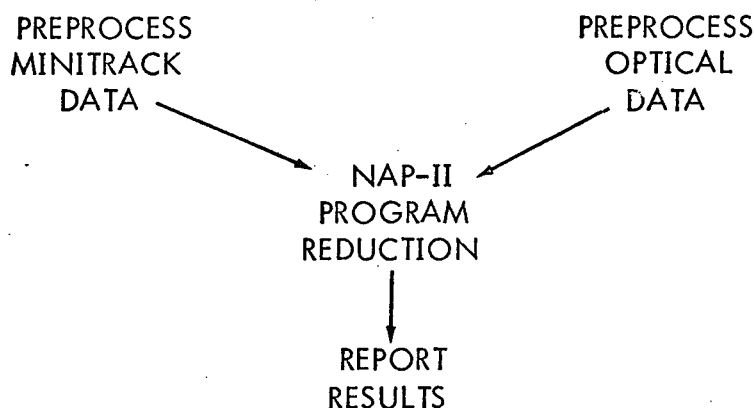 PREPROCESS
MINITRACK
DATA
PREPROCESS
OPTICAL
DATA
NAP-II
PROGRAM
REDUCTION
REPORT
RESULTS